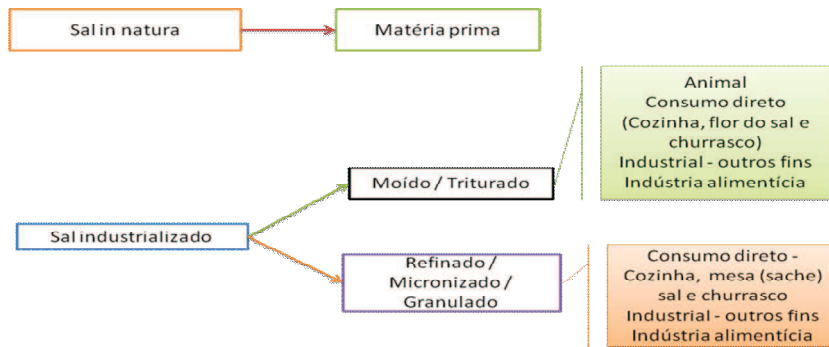 Sal in natura
Matéria prima
Animal
Consumo direto
(Cozinha, flor do sal e
churrasco)
Industrial - outros fins
Indústria alimentícia
Moído / Triturado
Sal industrializado
Refinado /
Micronizado /
Granulado
Consumo direto -
Cozinha, mesa (sache)
sal e churrasco
Industrial - outros fins
Indústria alimentícia